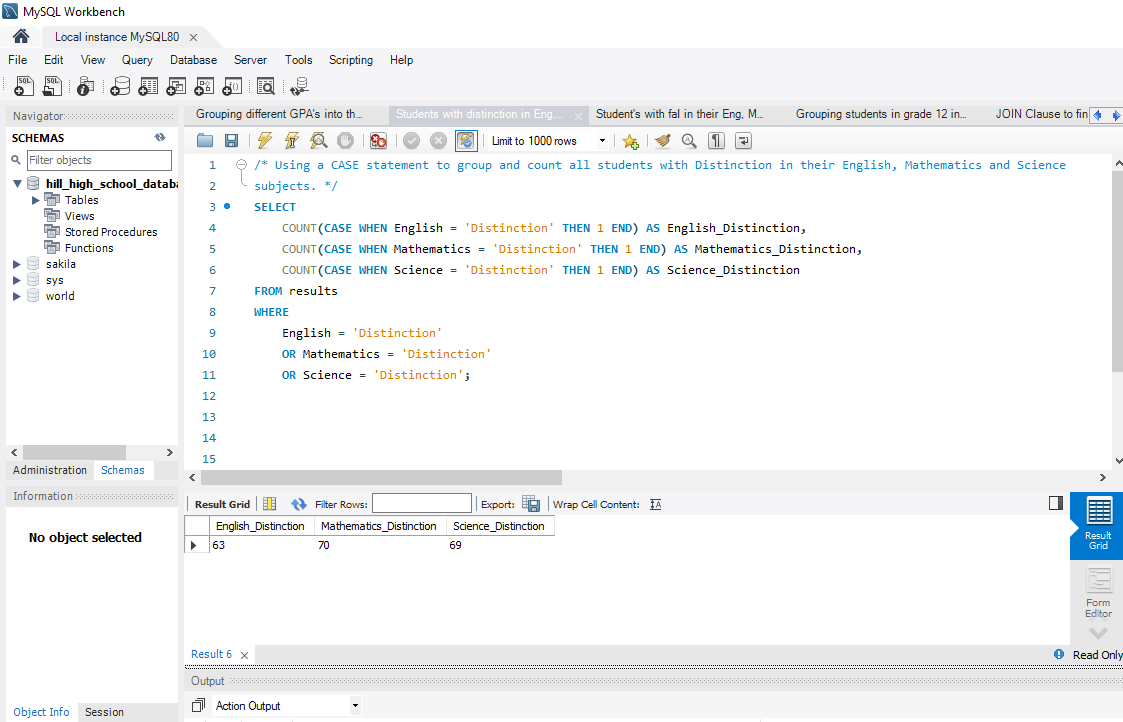 MySQL Workbench
Local instance MySQL80
File Edit View Query Database Server Tools Scripting Help
Navigator
SCHEMAS
Filter objects
hill_high_school_databa
Tables
Views
Stored Procedures
Functions
sakila
sys
world
Administration Schemas
Information
No object selected
Object Info Session
Grouping different GPA's into th... Students with distinction in Eng... Student's with fal in their Eng, M... Grouping students in grade 12 in... JOIN Clause to fin
Limit to 1000 rows
1 /* Using a CASE statement to group and count all students with Distinction in their English, Mathematics and Science
2 subjects. */
3 SELECT
4 COUNT(CASE WHEN English = 'Distinction' THEN 1 END) AS English_Distinction,
5 COUNT(CASE WHEN Mathematics = 'Distinction' THEN 1 END) AS Mathematics_Distinction,
6 COUNT(CASE WHEN Science = 'Distinction' THEN 1 END) AS Science_Distinction
7 FROM results
8 WHERE
9 English = 'Distinction'
10 OR Mathematics = 'Distinction'
11 OR Science = 'Distinction';
12
13
14
15
Result Grid Filter Rows: Export: Wrap Cell Content:
English_Distinction Mathematics_Distinction Science_Distinction
63 70 69
Result
Grid
Form
Editor
Result 6
Read Only
Output
Action Output